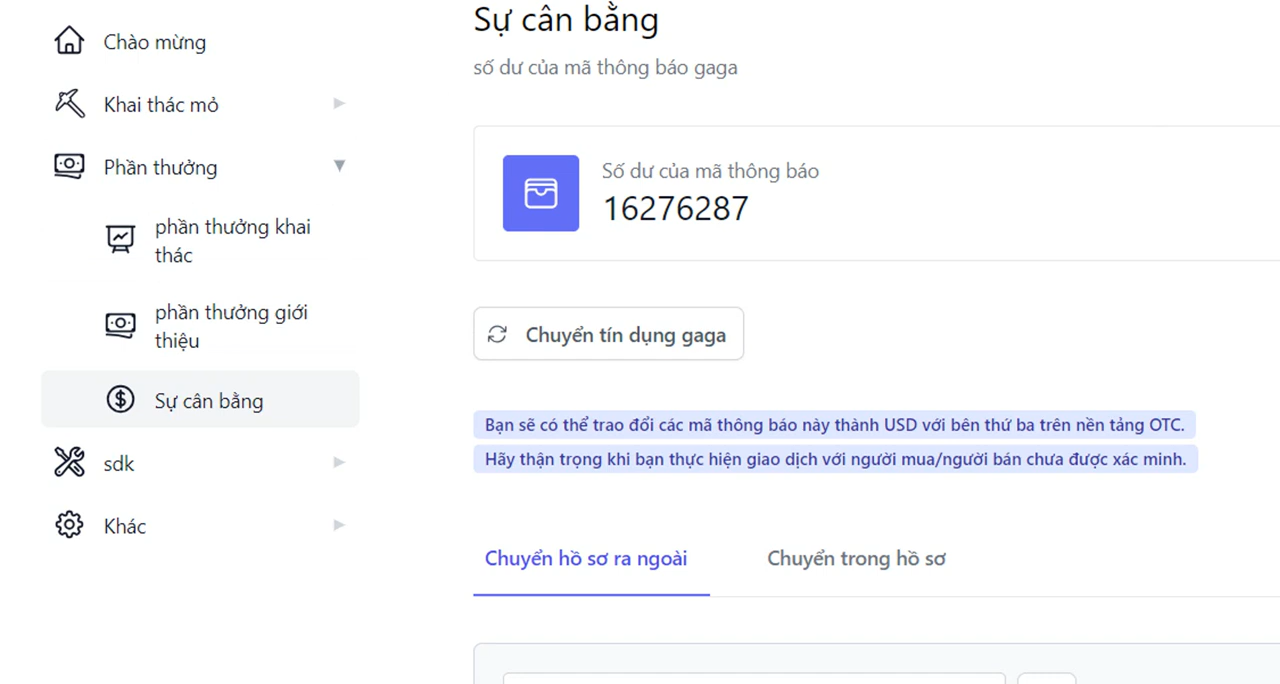 Chào mừng
Khai thác mỏ
Phần thưởng
phần thưởng khai
thác
phần thưởng giới
thiệu
Sự cân bằng
sdk
Khác
Sự cân bằng
số dư của mã thông báo gaga
Số dư của mã thông báo
16276287
Chuyển tín dụng gaga
Bạn sẽ có thể trao đổi các mã thông báo này thành USD với bên thứ ba trên nền tảng OTC.
Hãy thận trọng khi bạn thực hiện giao dịch với người mua/người bán chưa được xác minh.
Chuyển hồ sơ ra ngoài
Chuyển trong hồ sơ